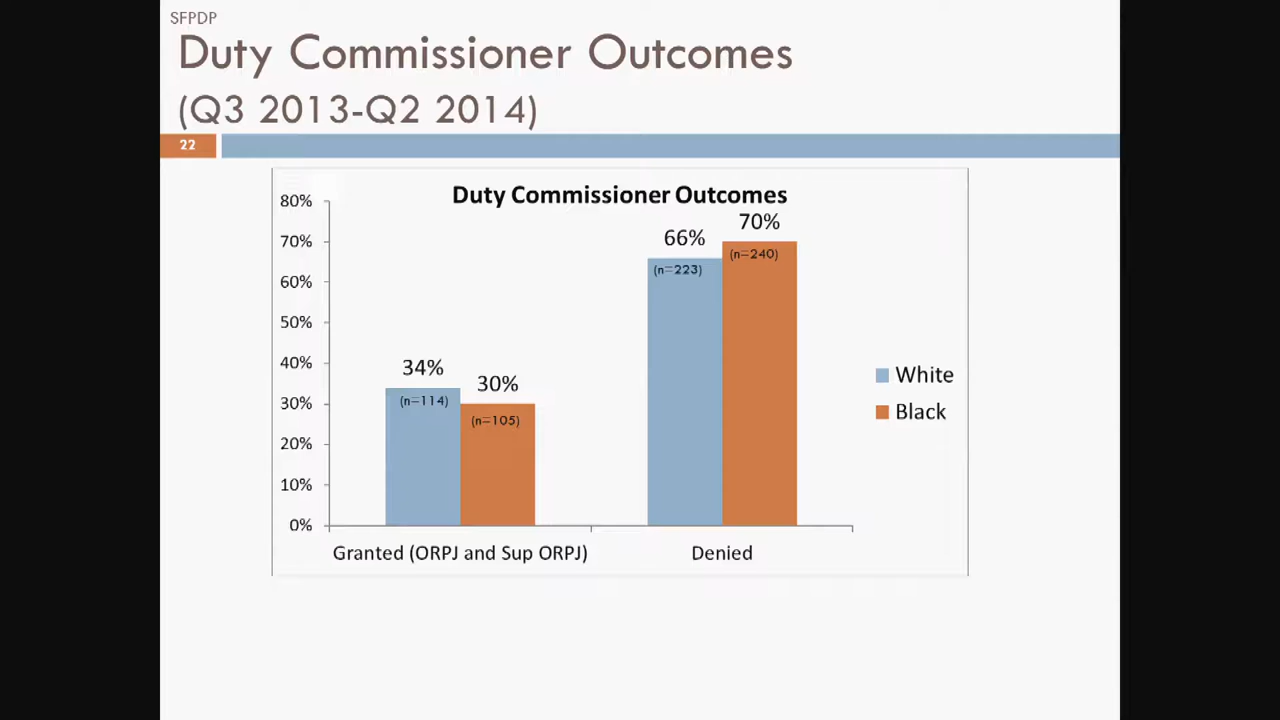 SFPDP
Duty Commissioner Outcomes
(Q3 2013-Q2 2014)
22
Duty Commissioner Outcomes
80%
70%
60%
50%
40%
30%
20%
10%
0%
34%
(n=114)
30%
(n=105)
66%
(n=223)
70%
(n=240)
Granted (ORPJ and Sup ORPJ)
Denied
White
Black